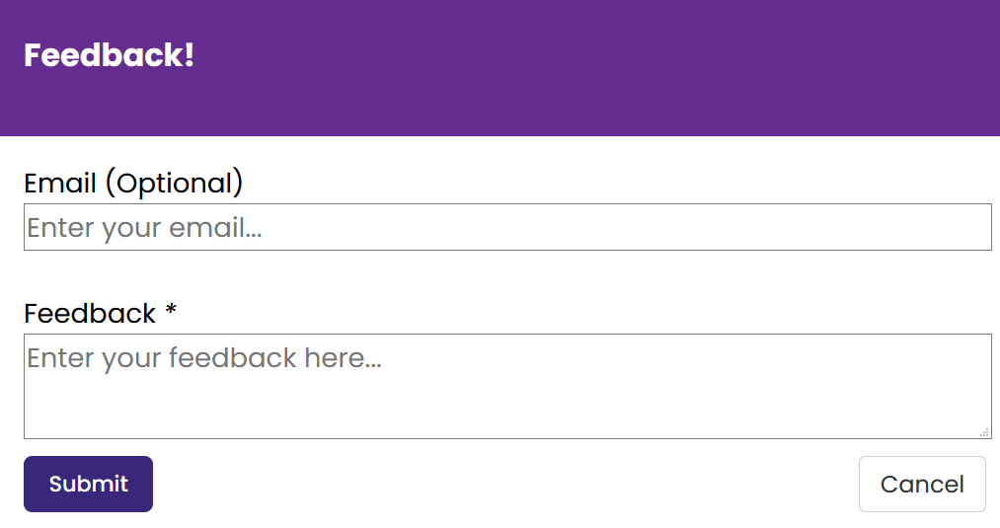 Feedback!
Email (Optional)
Enter your email...
Feedback *
Enter your feedback here...
Submit
Cancel